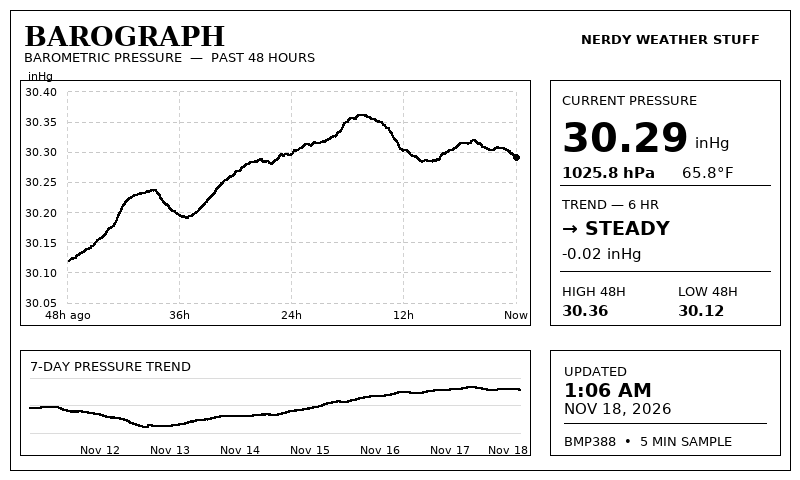 BAROGRAPH
BAROMETRIC PRESSURE — PAST 48 HOURS
NERDY WEATHER STUFF
inHg
30.40
30.35
30.30
30.25
30.20
30.15
30.10
30.05
48h ago 36h 24h 12h Now
CURRENT PRESSURE
30.29 inHg
1025.8 hPa 65.8°F
TREND — 6 HR
→ STEADY
-0.02 inHg
HIGH 48H LOW 48H
30.36 30.12
7-DAY PRESSURE TREND
Nov 12 Nov 13 Nov 14 Nov 15 Nov 16 Nov 17 Nov 18
UPDATED
1:06 AM
NOV 18, 2026
BMP388 • 5 MIN SAMPLE